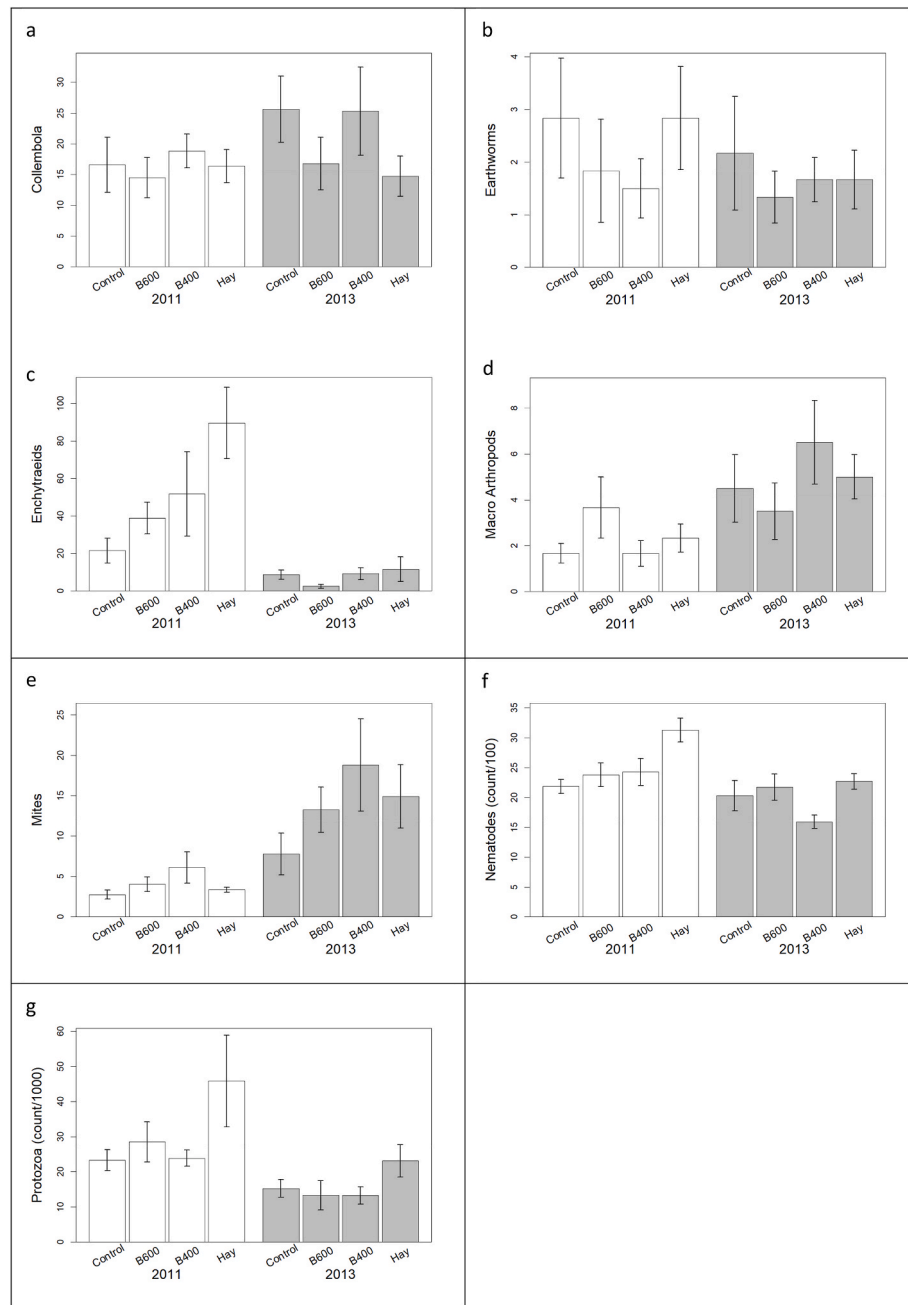 a
Collembola
0 5 10 15 20 25 30
Control B600 B400 Hay Control B600 B400 Hay
2011 2013
b
Earthworms
0 1 2 3 4
Control B600 B400 Hay Control B600 B400 Hay
2011 2013
c
Enchytraeids
0 20 40 60 80 100
Control B600 B400 Hay Control B600 B400 Hay
2011 2013
d
Macro Arthropods
0 2 4 6 8
Control B600 B400 Hay Control B600 B400 Hay
2011 2013
e
Mites
0 5 10 15 20 25
Control B600 B400 Hay Control B600 B400 Hay
2011 2013
f
Nematodes (count/100)
0 5 10 15 20 25 30 35
Control B600 B400 Hay Control B600 B400 Hay
2011 2013
g
Protozoa (count/1000)
0 10 20 30 40 50 60
Control B600 B400 Hay Control B600 B400 Hay
2011 2013